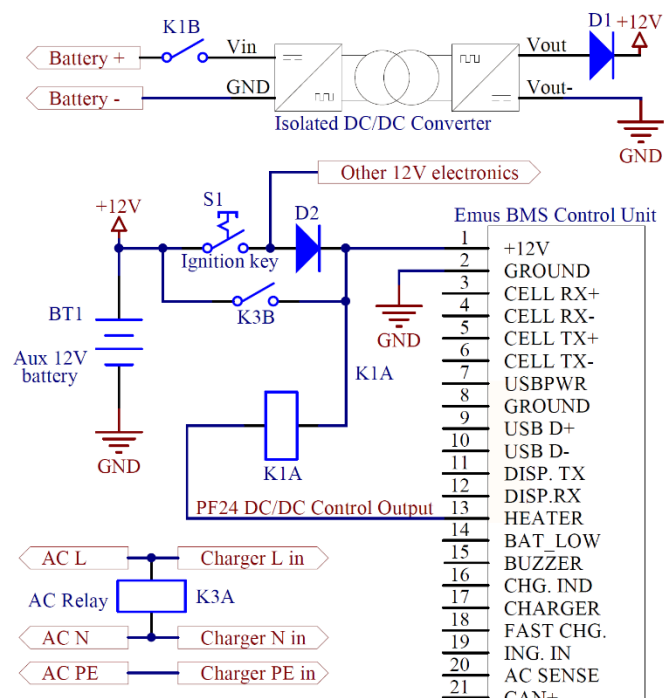 K1B
D1
+12V
Battery +
Vin
Vout
Battery -
GND
Vout-
Isolated DC/DC Converter
GND
Other 12V electronics
+12V
S1
D2
Ignition key
K3B
BT1
Aux 12V
battery
GND
GND
K1A
K1A
PF24 DC/DC Control Output
Emus BMS Control Unit
1 +12V
2 GROUND
3 CELL RX+
4 CELL RX-
5 CELL TX+
6 CELL TX-
7 USBPWR
8 GROUND
9 USB D+
10 USB D-
11 DISP. TX
12 DISP.RX
13 HEATER
14 BAT_LOW
15 BUZZER
16 CHG. IND
17 CHARGER
18 FAST CHG.
19 ING. IN
20 AC SENSE
21 CAN+
AC L
Charger L in
AC Relay
K3A
AC N
Charger N in
AC PE
Charger PE in